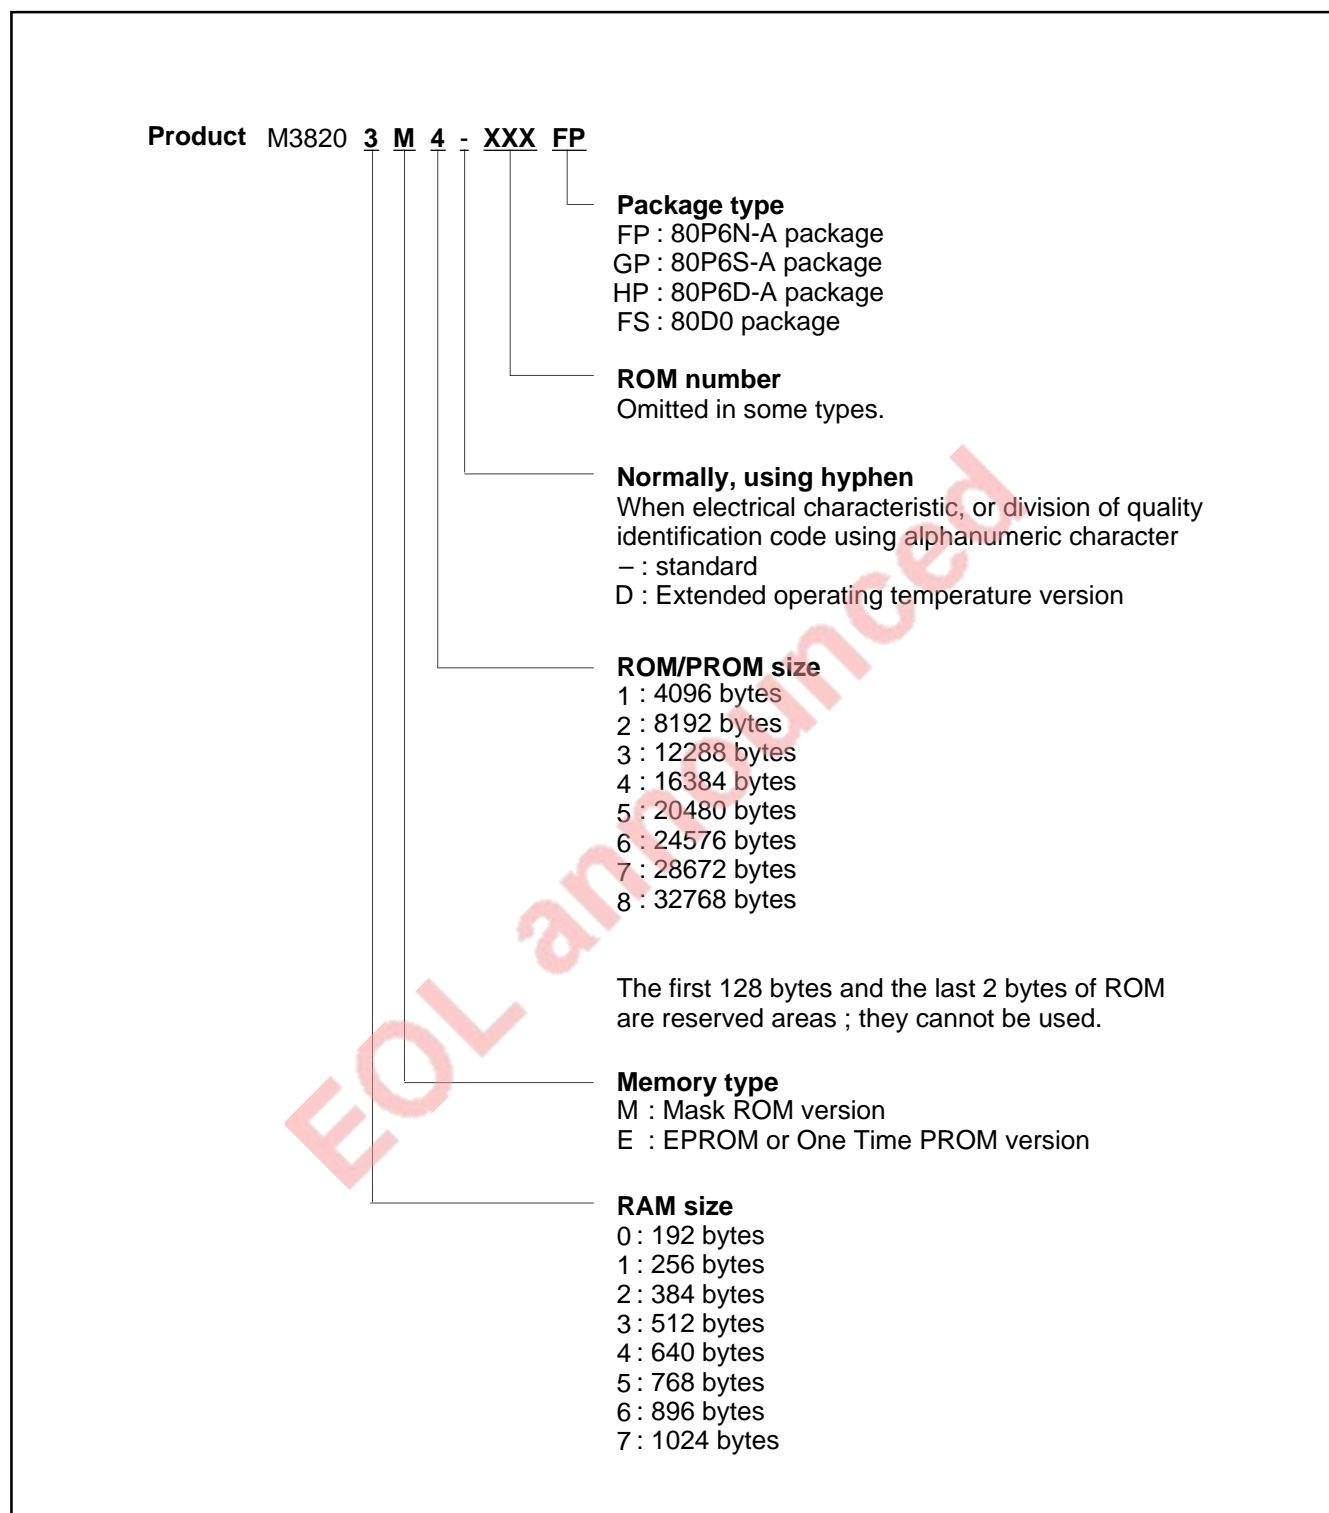 Product M3820 3 M 4 - XXX FP
Package type
FP : 80P6N-A package
GP : 80P6S-A package
HP : 80P6D-A package
FS : 80D0 package
ROM number
Omitted in some types.
Normally, using hyphen
When electrical characteristic, or division of quality
identification code using alphanumeric character
– : standard
D : Extended operating temperature version
ROM/PROM size
1 : 4096 bytes
2 : 8192 bytes
3 : 12288 bytes
4 : 16384 bytes
5 : 20480 bytes
6 : 24576 bytes
7 : 28672 bytes
8 : 32768 bytes
The first 128 bytes and the last 2 bytes of ROM
are reserved areas ; they cannot be used.
Memory type
M : Mask ROM version
E : EPROM or One Time PROM version
RAM size
0 : 192 bytes
1 : 256 bytes
2 : 384 bytes
3 : 512 bytes
4 : 640 bytes
5 : 768 bytes
6 : 896 bytes
7 : 1024 bytes
EOL announced